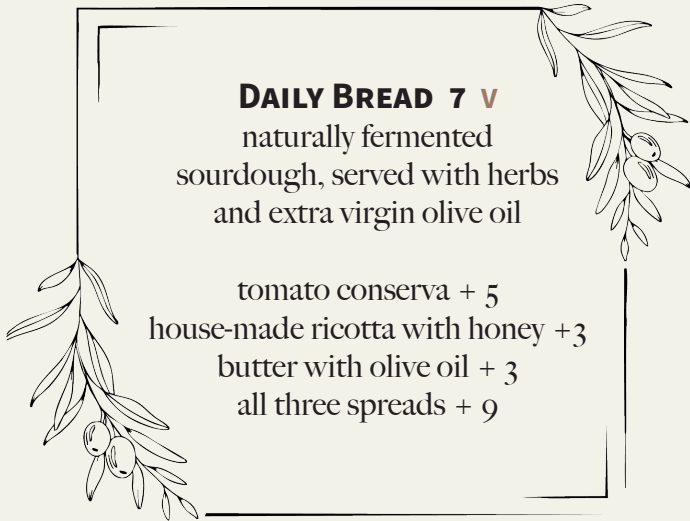 Daily Bread 7 V
naturally fermented
sourdough, served with herbs
and extra virgin olive oil
tomato conserva + 5
house-made ricotta with honey +3
butter with olive oil + 3
all three spreads + 9